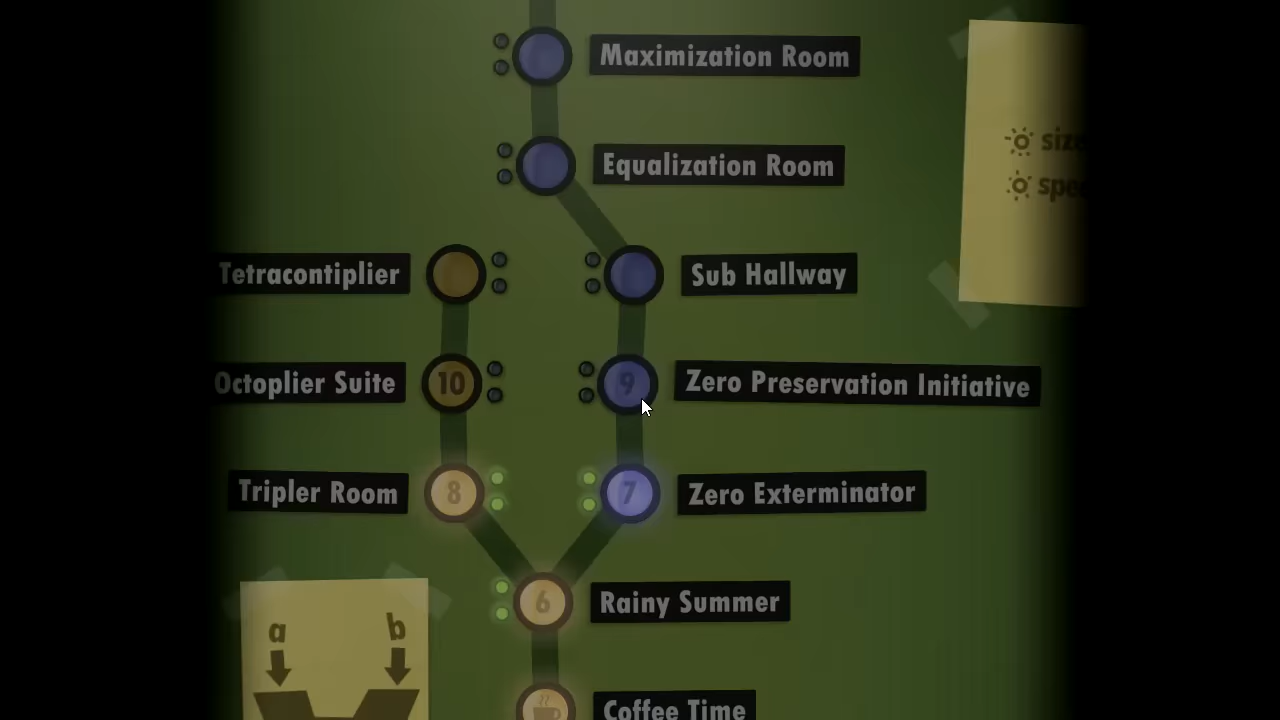 Maximization Room
size
Equalization Room
Tetracontiplier
Sub Hallway
Octoplier Suite
10
9
Zero Preservation Initiative
Tripler Room
8
7
Zero Exterminator
6
Rainy Summer
a
b
Coffee Time